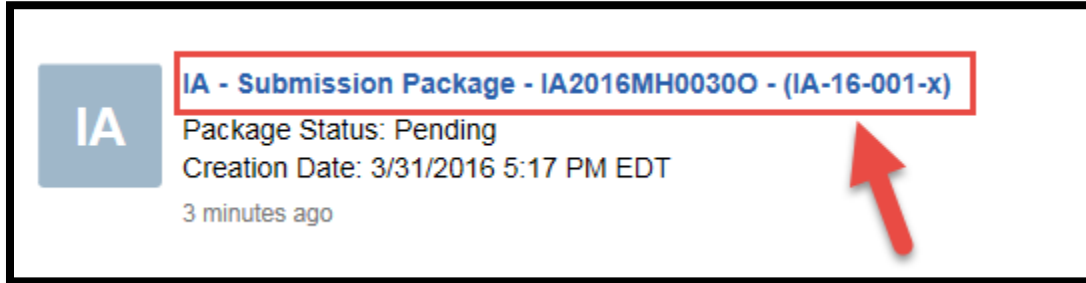 IA
IA - Submission Package - IA2016MH0030O - (IA-16-001-x)
Package Status: Pending
Creation Date: 3/31/2016 5:17 PM EDT
3 minutes ago